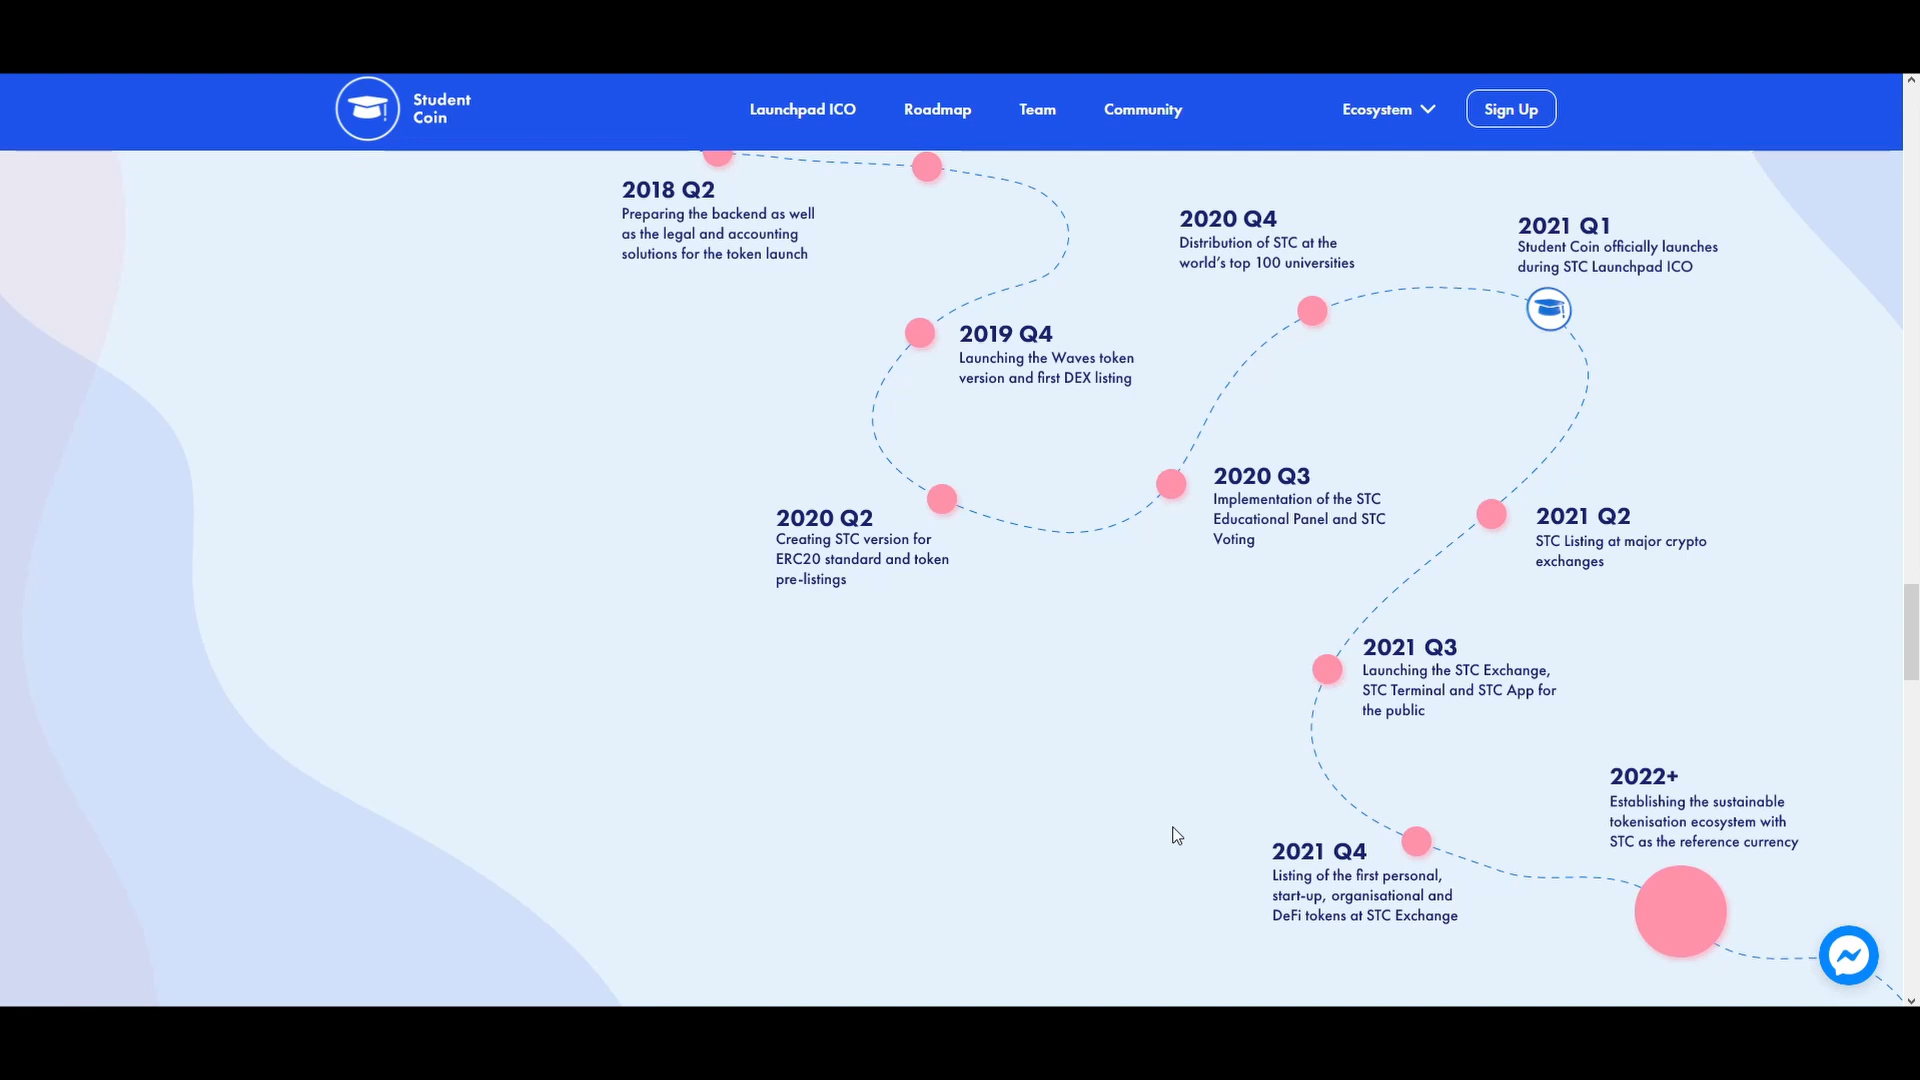 Student
Coin
Launchpad ICO
Roadmap
Team
Community
Ecosystem
Sign Up
2018 Q2
Preparing the backend as well
as the legal and accounting
solutions for the token launch
2019 Q4
Launching the Waves token
version and first DEX listing
2020 Q2
Creating STC version for
ERC20 standard and token
pre-listings
2020 Q3
Implementation of the STC
Educational Panel and STC
Voting
2020 Q4
Distribution of STC at the
world's top 100 universities
2021 Q1
Student Coin officially launches
during STC Launchpad ICO
2021 Q2
STC Listing at major crypto
exchanges
2021 Q3
Launching the STC Exchange,
STC Terminal and STC App for
the public
2021 Q4
Listing of the first personal,
start-up, organisational and
DeFi tokens at STC Exchange
2022+
Establishing the sustainable
tokenisation ecosystem with
STC as the reference currency